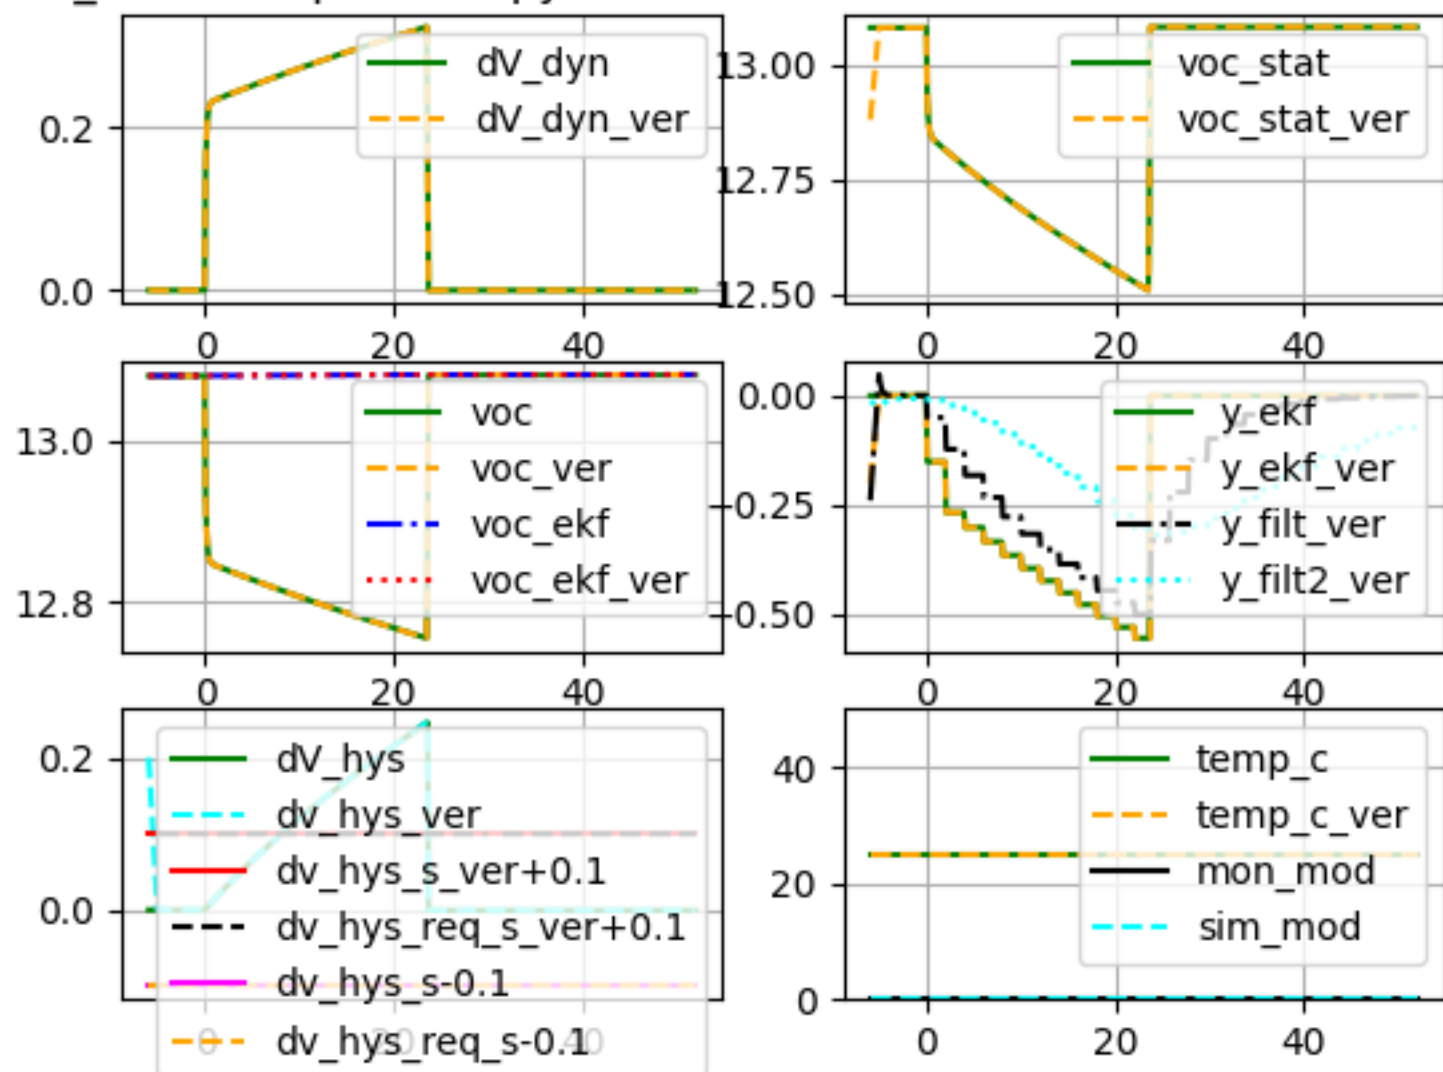 dV_dyn
dV_dyn_ver
0.2
0.0
0 20 40
voc_stat
voc_stat_ver
13.00
12.75
12.50
0 20 40
voc
voc_ver
voc_ekf
voc_ekf_ver
13.0
12.8
0 20 40
y_ekf
y_ekf_ver
y_filt_ver
y_filt2_ver
0.00
−0.25
−0.50
0 20 40
dV_hys
dv_hys_ver
dv_hys_s_ver+0.1
dv_hys_req_s_ver+0.1
dv_hys_s-0.1
dv_hys_req_s-0.1
0.2
0.0
0 20 40
temp_c
temp_c_ver
mon_mod
sim_mod
40
20
0
0 20 40